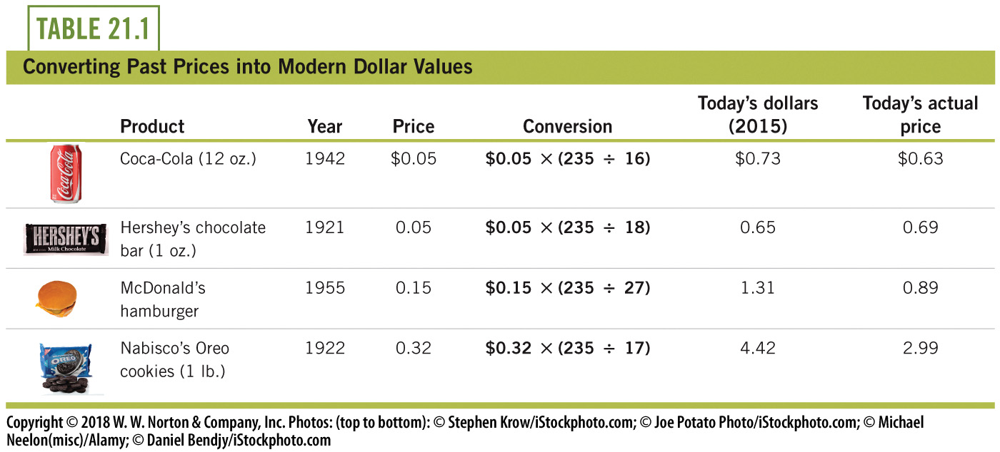 TABLE 21.1
Converting Past Prices into Modern Dollar Values
Today’s dollars Today’s actual
Product Year Price Conversion (2015) price
Coca-Cola (12 oz.) 1942 $0.05 $0.05 × (235 ÷ 16) $0.73 $0.63
Coca-Cola
Hershey’s chocolate 1921 0.05 $0.05 × (235 ÷ 18) 0.65 0.69
bar (1 oz.)
HERSHEY'S
Milk Chocolate
McDonald’s 1955 0.15 $0.15 × (235 ÷ 27) 1.31 0.89
hamburger
Nabisco’s Oreo 1922 0.32 $0.32 × (235 ÷ 17) 4.42 2.99
cookies (1 lb.)
OREO
Copyright © 2018 W. W. Norton & Company, Inc. Photos: (top to bottom): © Stephen Krow/iStockphoto.com; © Joe Potato Photo/iStockphoto.com; © Michael
Neelon(misc)/Alamy; © Daniel Bendjy/iStockphoto.com